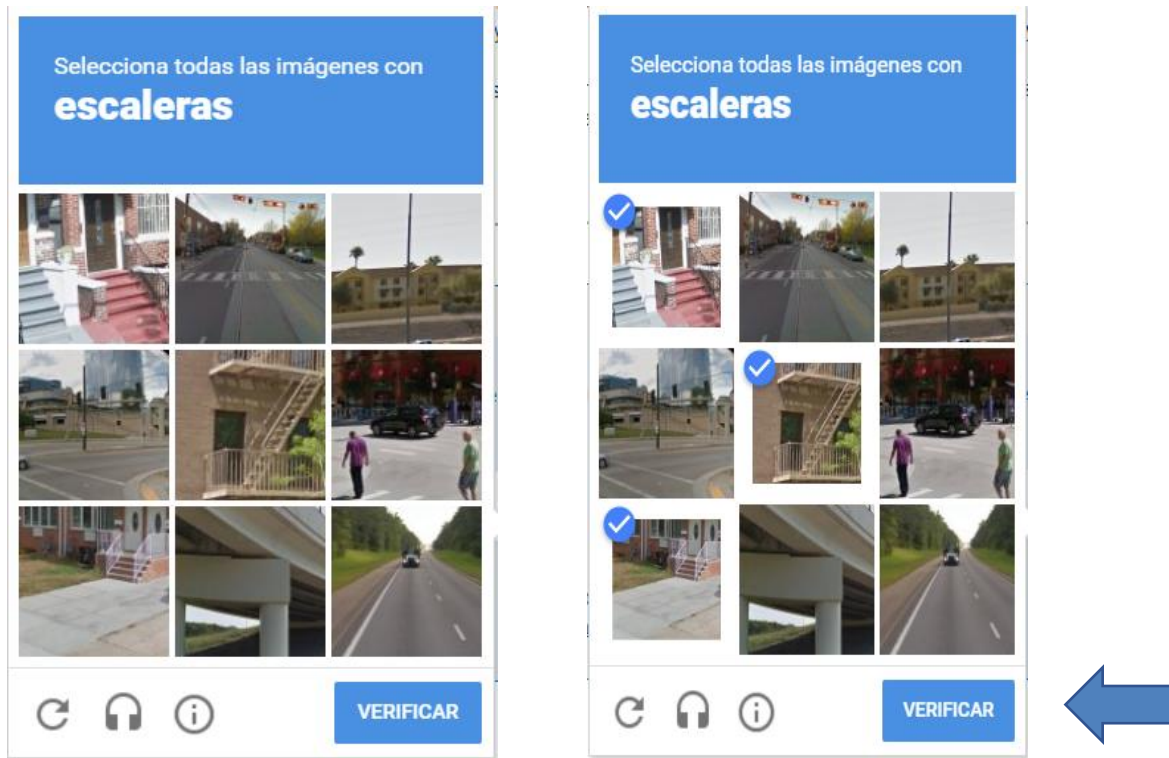 Selecciona todas las imágenes con
escaleras
VERIFICAR
Selecciona todas las imágenes con
escaleras
VERIFICAR